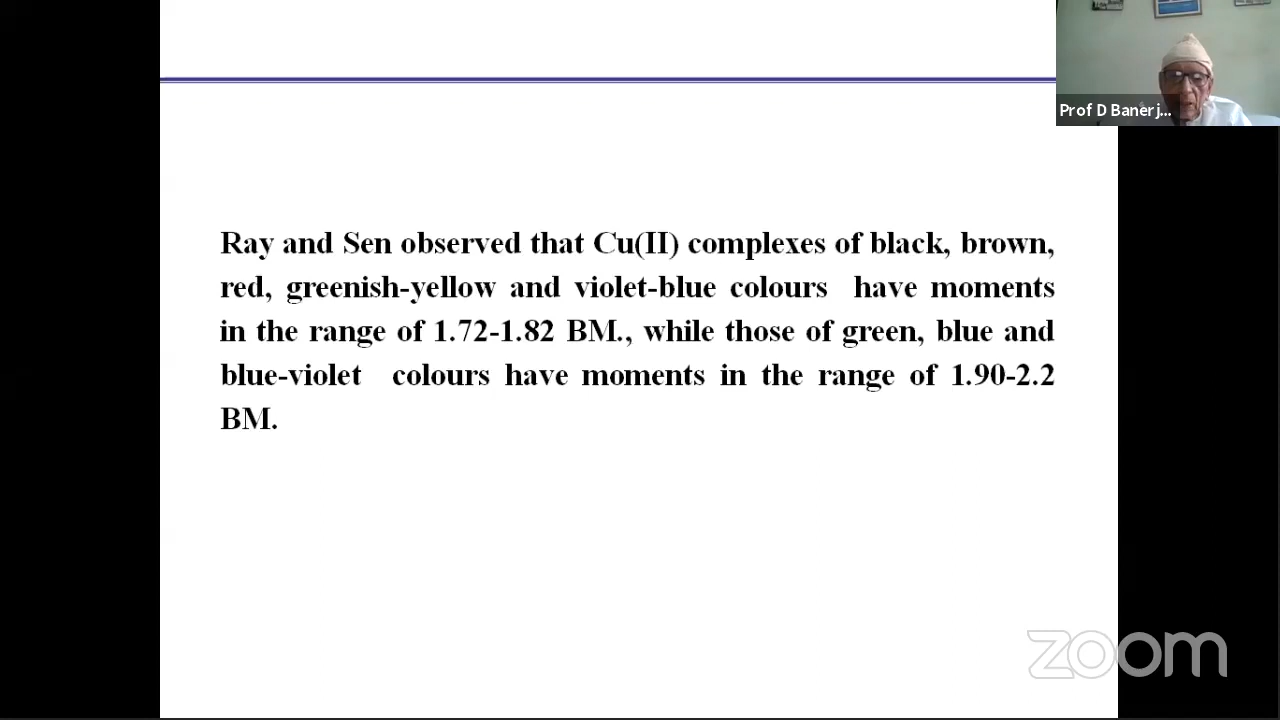 Prof D Banerj...
Ray and Sen observed that Cu(II) complexes of black, brown,
red, greenish-yellow and violet-blue colours have moments
in the range of 1.72-1.82 BM., while those of green, blue and
blue-violet colours have moments in the range of 1.90-2.2
BM.
zoom